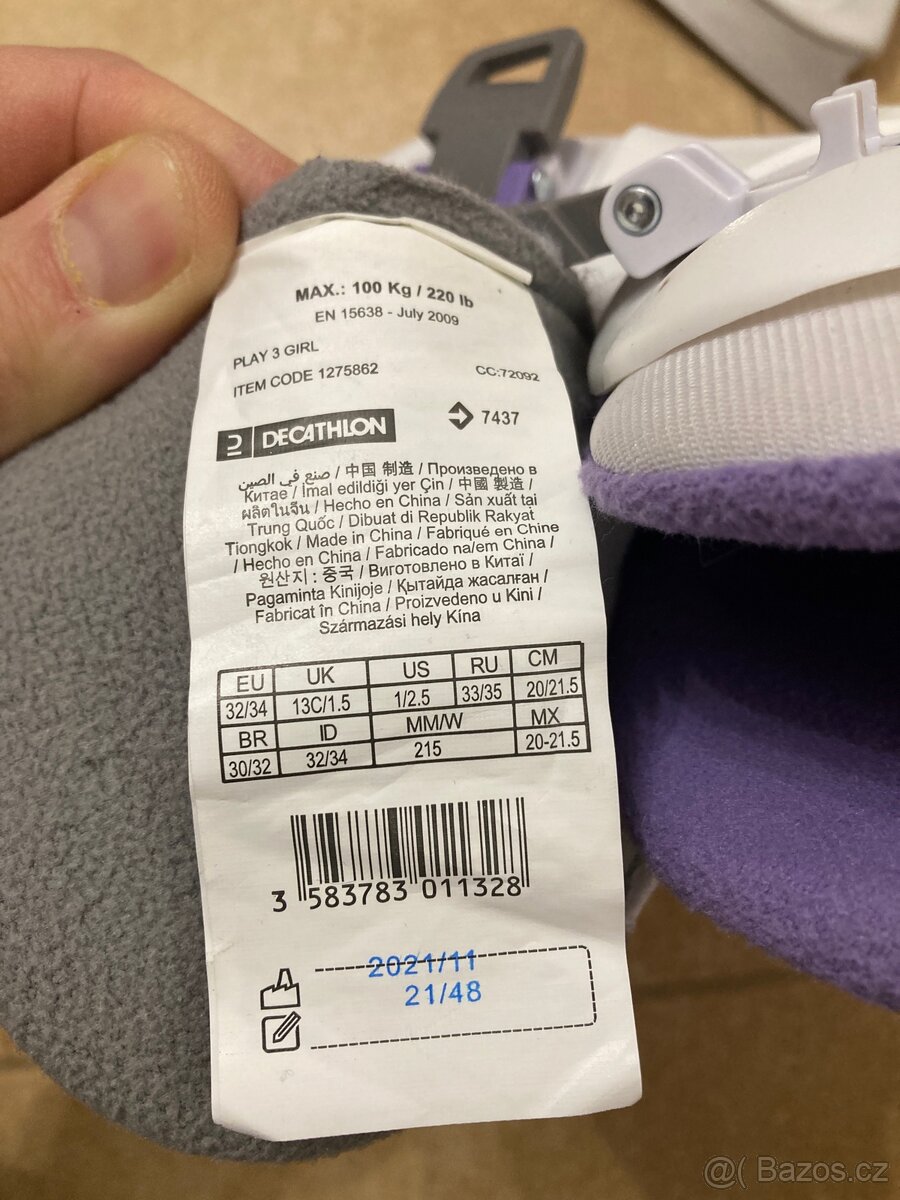 MAX.: 100 Kg / 220 lb
EN 15638 - July 2009
PLAY 3 GIRL
ITEM CODE 1275862
CC:72092
DECATHLON
7437
صنع في الصين / 中国 制造 / Произведено в
Китае / İmal edildiği yer Çin / 中國 製造 /
ผลิตในจีน / Hecho en China / Sản xuất tại
Trung Quốc / Dibuat di Republik Rakyat
Tiongkok / Made in China / Fabriqué en Chine
/ Hecho en China / Fabricado na/em China /
원산지 : 중국 / Виготовлено в Китаї /
Pagaminta Kinijoje / Қытайда жасалған /
Fabricat în China / Proizvedeno u Kini /
Származási hely Kína
EU UK US RU CM
32/34 13C/1.5 1/2.5 33/35 20/21.5
BR ID MM/W MX
30/32 32/34 215 20-21.5
3 583783 011328
2021/11
21/48
@( Bazos.cz